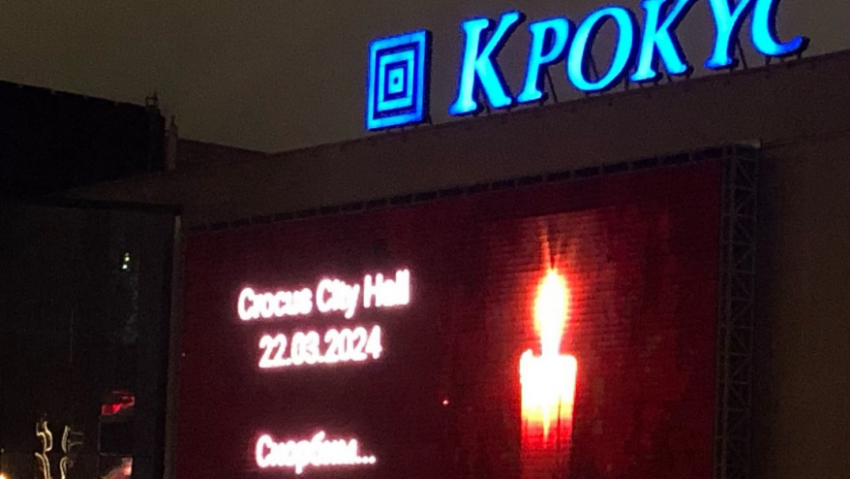 КРОКУС
Crocus City Hall
22.03.2024
Скорбим...